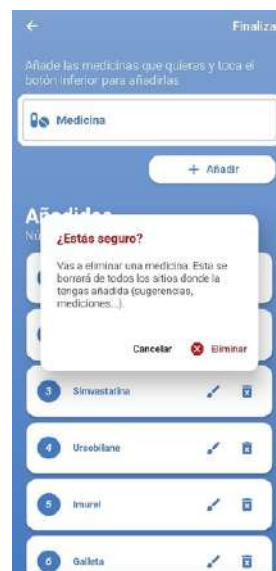 Finaliza
Añade las medicinas que quieras y toca el
botón inferior para añadirlas
Medicina
+ Añadir
Añadidas
¿Estás seguro?
Vas a eliminar una medicina. Esta se
borrará de todos los sitios donde la
tengas añadida (sugerencias,
mediciones...).
Cancelar
Eliminar
3 Simvastatina
4 Ursobilane
5 Imurel
6 Galleta